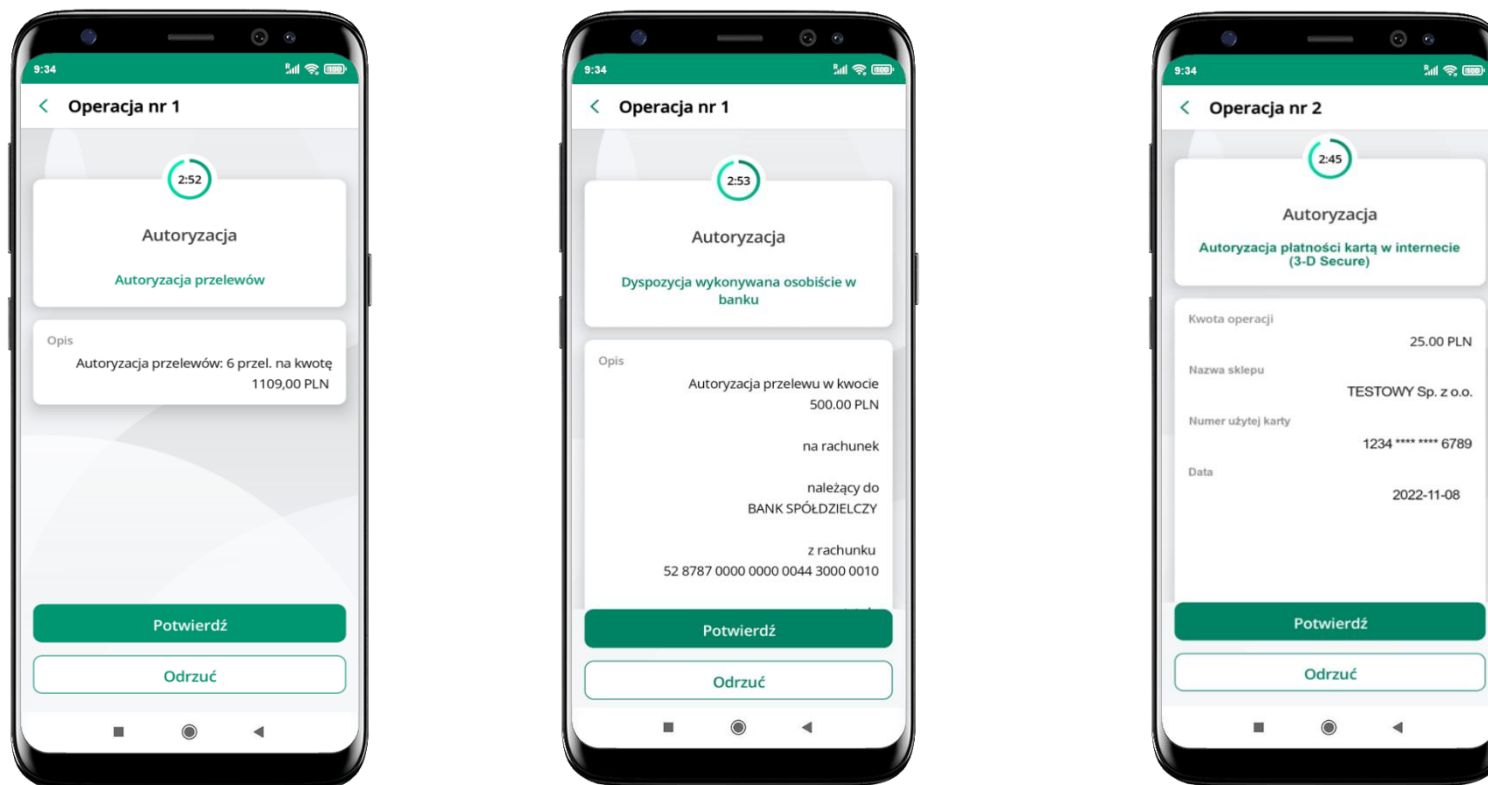 9:34
Operacja nr 1
2:52
Autoryzacja
Autoryzacja przelewów
Opis
Autoryzacja przelewów: 6 przel. na kwotę
1109,00 PLN
Potwierdź
Odrzuć
9:34
Operacja nr 1
2:53
Autoryzacja
Dyspozycja wykonywana osobiście w
banku
Opis
Autoryzacja przelewu w kwocie
500.00 PLN
na rachunek
należący do
BANK SPÓŁDZIELCZY
z rachunku
52 8787 0000 0000 0044 3000 0010
Potwierdź
Odrzuć
9:34
Operacja nr 2
2:45
Autoryzacja
Autoryzacja płatności kartą w internecie
(3-D Secure)
Kwota operacji
25.00 PLN
Nazwa sklepu
TESTOWY Sp. z o.o.
Numer użytej karty
1234 **** **** 6789
Data
2022-11-08
Potwierdź
Odrzuć